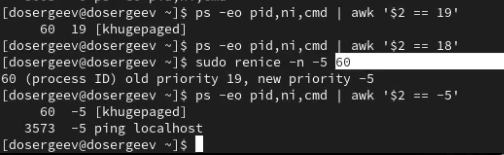 [dosergeev@dosergeev ~]$ ps -eo pid,ni,cmd | awk '$2 == 19'
60 19 [khugepaged]
[dosergeev@dosergeev ~]$ ps -eo pid,ni,cmd | awk '$2 == 18'
[dosergeev@dosergeev ~]$ sudo renice -n -5 60
60 (process ID) old priority 19, new priority -5
[dosergeev@dosergeev ~]$ ps -eo pid,ni,cmd | awk '$2 == -5'
60 -5 [khugepaged]
3573 -5 ping localhost
[dosergeev@dosergeev ~]$